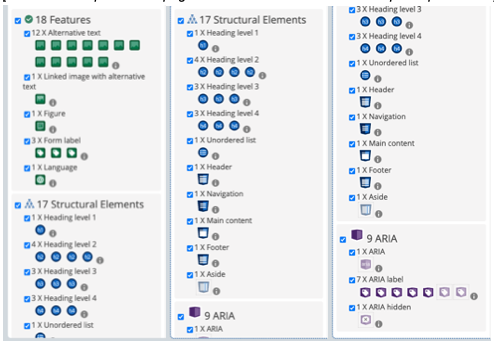 18 Features
12 X Alternative text
1 X Linked image with alternative
text
1 X Figure
3 X Form label
1 X Language
17 Structural Elements
1 X Heading level 1
4 X Heading level 2
3 X Heading level 3
3 X Heading level 4
1 X Unordered list
17 Structural Elements
1 X Heading level 1
4 X Heading level 2
3 X Heading level 3
3 X Heading level 4
1 X Unordered list
1 X Header
1 X Navigation
1 X Main content
1 X Footer
1 X Aside
9 ARIA
1 X ARIA
3 X Heading level 3
3 X Heading level 4
1 X Unordered list
1 X Header
1 X Navigation
1 X Main content
1 X Footer
1 X Aside
9 ARIA
1 X ARIA
7 X ARIA label
1 X ARIA hidden